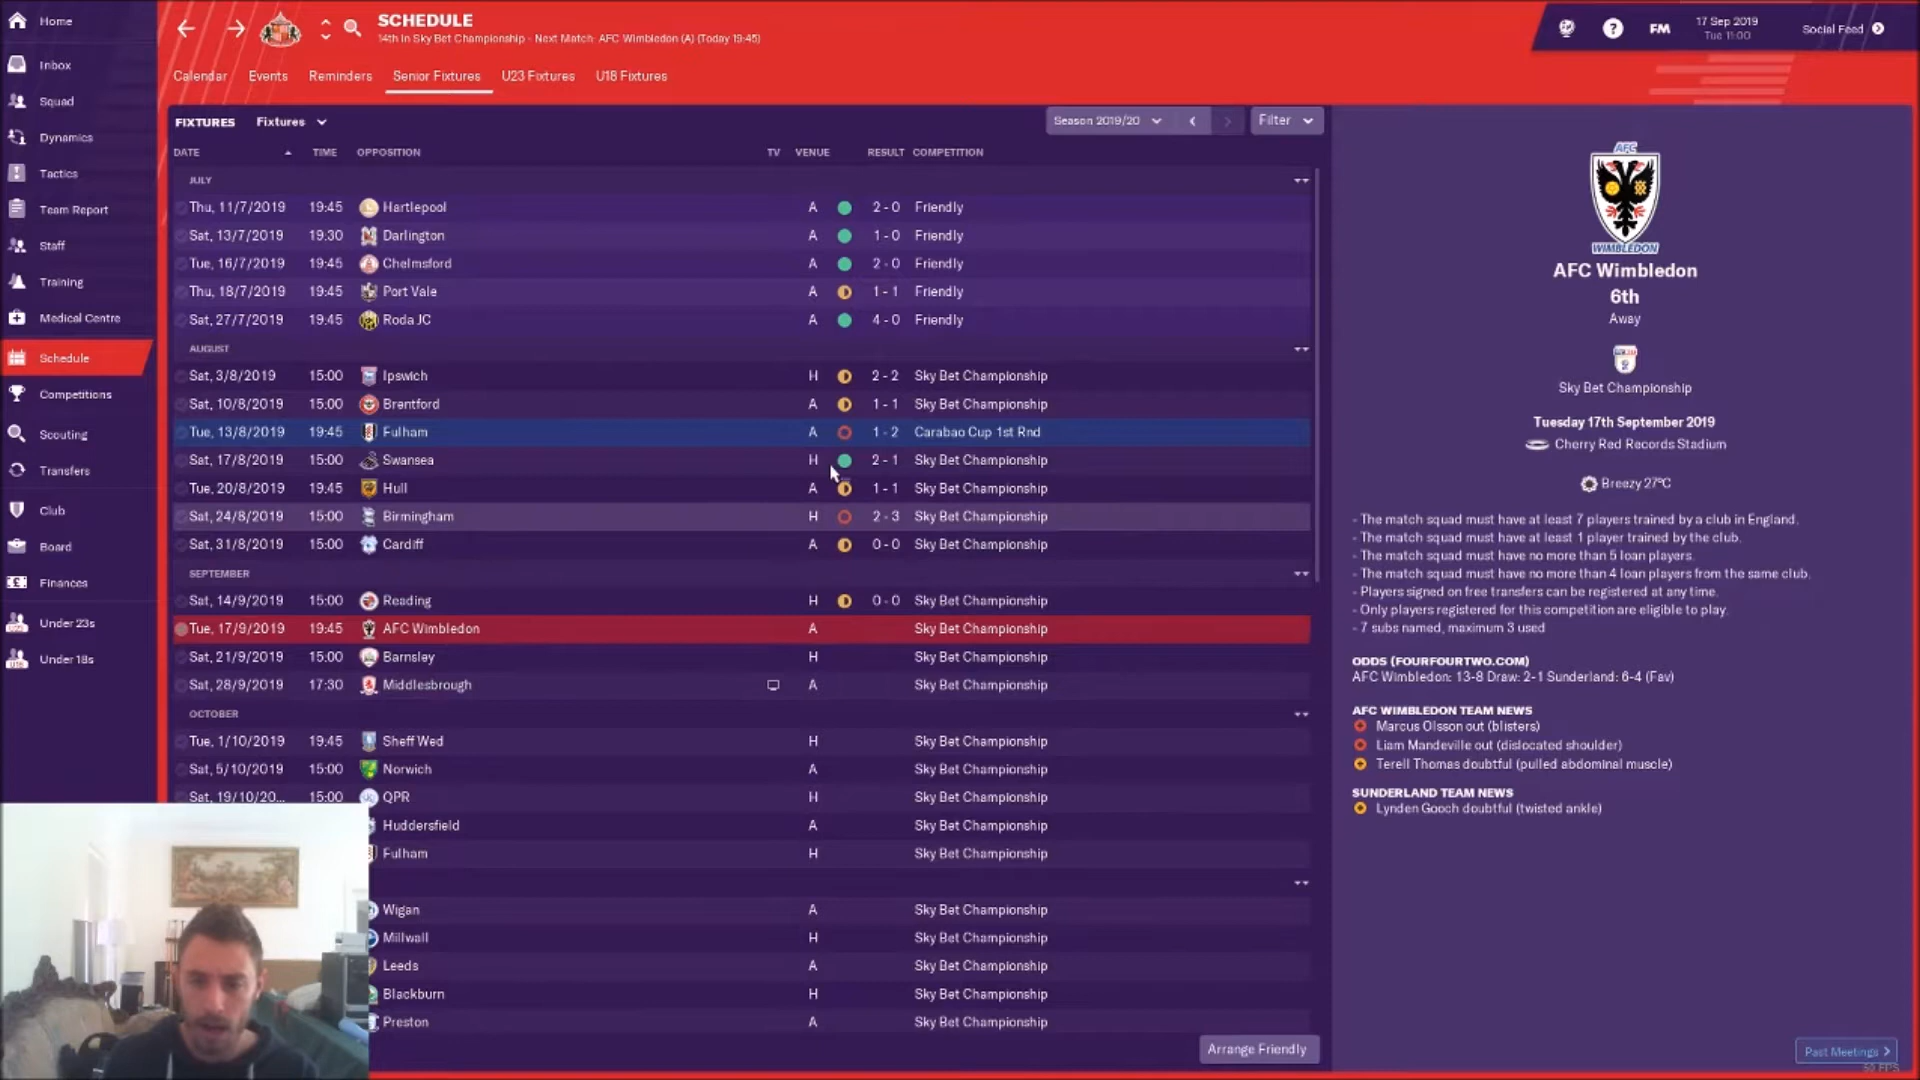 Home
SCHEDULE
14th in Sky Bet Championship - Next Match: AFC Wimbledon (A) (Today 19:45)
FM
17 Sep 2019
Tue 11:00
Social Feed
Inbox
Squad
Dynamics
Tactics
Team Report
Staff
Training
Medical Centre
Schedule
Competitions
Scouting
Transfers
Club
Board
Finances
Under 23s
Under 18s
Calendar Events Reminders Senior Fixtures U23 Fixtures U18 Fixtures
FIXTURES Fixtures Season 2019/20 Filter
DATE TIME OPPOSITION TV VENUE RESULT COMPETITION
JULY
Thu, 11/7/2019 19:45 Hartlepool A 2 - 0 Friendly
Sat, 13/7/2019 19:30 Darlington A 1 - 0 Friendly
Tue, 16/7/2019 19:45 Chelmsford A 2 - 0 Friendly
Thu, 18/7/2019 19:45 Port Vale A 1 - 1 Friendly
Sat, 27/7/2019 19:45 Roda JC A 4 - 0 Friendly
AUGUST
Sat, 3/8/2019 15:00 Ipswich H 2 - 2 Sky Bet Championship
Sat, 10/8/2019 15:00 Brentford A 1 - 1 Sky Bet Championship
Tue, 13/8/2019 19:45 Fulham A 1 - 2 Carabao Cup 1st Rnd
Sat, 17/8/2019 15:00 Swansea H 2 - 1 Sky Bet Championship
Tue, 20/8/2019 19:45 Hull A 1 - 1 Sky Bet Championship
Sat, 24/8/2019 15:00 Birmingham H 2 - 3 Sky Bet Championship
Sat, 31/8/2019 15:00 Cardiff A 0 - 0 Sky Bet Championship
SEPTEMBER
Sat, 14/9/2019 15:00 Reading H 0 - 0 Sky Bet Championship
Tue, 17/9/2019 19:45 AFC Wimbledon A Sky Bet Championship
Sat, 21/9/2019 15:00 Barnsley H Sky Bet Championship
Sat, 28/9/2019 17:30 Middlesbrough A Sky Bet Championship
OCTOBER
Tue, 1/10/2019 19:45 Sheff Wed H Sky Bet Championship
Sat, 5/10/2019 15:00 Norwich A Sky Bet Championship
Sat, 19/10/20... 15:00 QPR H Sky Bet Championship
Huddersfield A Sky Bet Championship
Fulham H Sky Bet Championship
Wigan A Sky Bet Championship
Millwall H Sky Bet Championship
Leeds A Sky Bet Championship
Blackburn H Sky Bet Championship
Preston A Sky Bet Championship
Arrange Friendly
AFC
WIMBLEDON
AFC Wimbledon
6th
Away
Sky Bet Championship
Tuesday 17th September 2019
Cherry Red Records Stadium
Breezy 27°C
- The match squad must have at least 7 players trained by a club in England.
- The match squad must have at least 1 player trained by the club.
- The match squad must have no more than 5 loan players.
- The match squad must have no more than 4 loan players from the same club.
- Players signed on free transfers can be registered at any time.
- Only players registered for this competition are eligible to play.
- 7 subs named, maximum 3 used
ODDS (FOURFOURTWO.COM)
AFC Wimbledon: 13-8 Draw: 2-1 Sunderland: 6-4 (Fav)
AFC WIMBLEDON TEAM NEWS
Marcus Olsson out (blisters)
Liam Mandeville out (dislocated shoulder)
Terell Thomas doubtful (pulled abdominal muscle)
SUNDERLAND TEAM NEWS
Lynden Gooch doubtful (twisted ankle)
Past Meetings